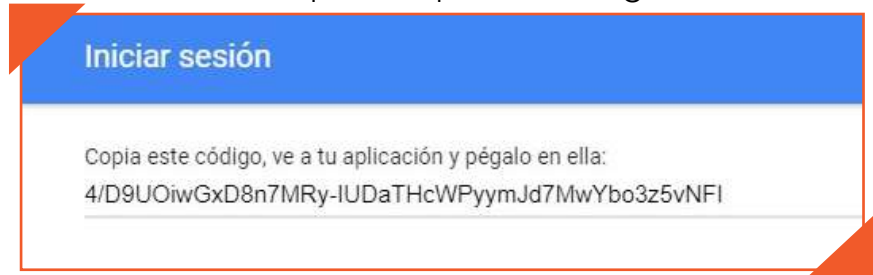 Iniciar sesión
Copia este código, ve a tu aplicación y pégalo en ella:
4/D9UOiwGxD8n7MRy-IUDaTHcWPyymJd7MwYbo3z5vNFI